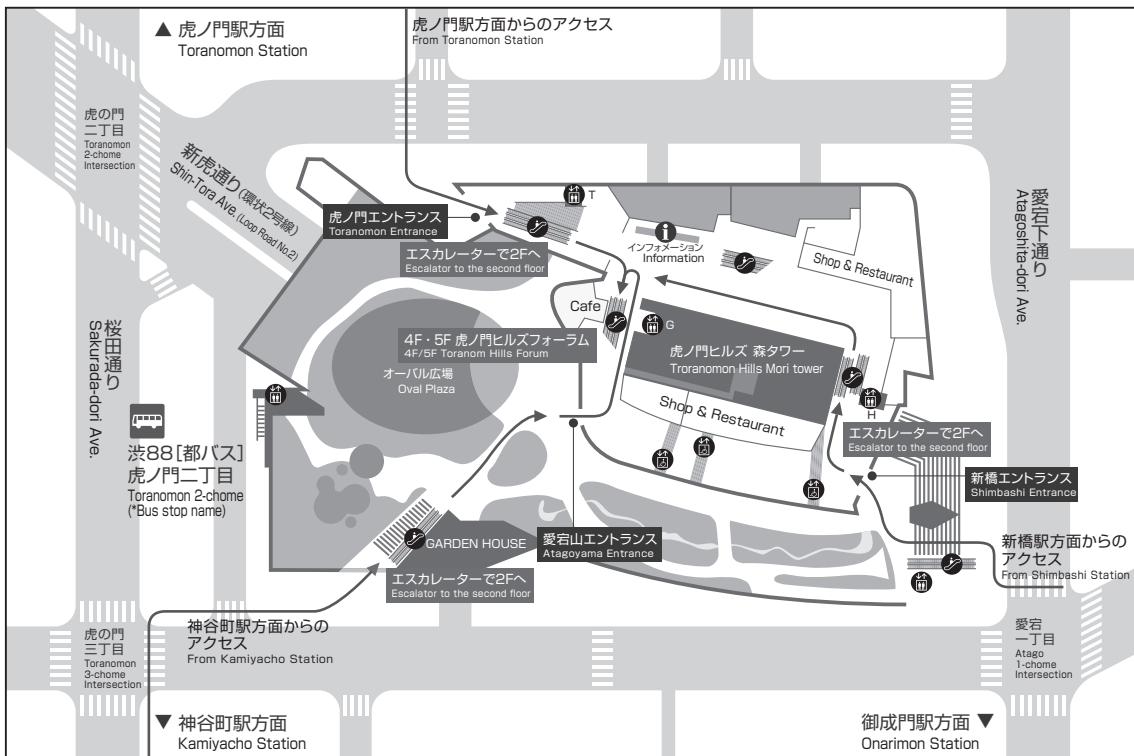 ▲ 虎ノ門駅方面
Toranomon Station
虎ノ門駅方面からのアクセス
From Toranomon Station
虎の門
二丁目
Toranomon
2-chome
Intersection
新虎通り(環状2号線)
Shin-Tora Ave. (Loop Road No.2)
虎ノ門エントランス
Toranomon Entrance
T
エスカレーターで2Fへ
Escalator to the second floor
インフォメーション
Information
Shop & Restaurant
愛宕下通り
Atagoshita-dori Ave.
Cafe
G
4F・5F 虎ノ門ヒルズフォーラム
4F/5F Toranom Hills Forum
オーバル広場
Oval Plaza
虎ノ門ヒルズ 森タワー
Troranomon Hills Mori tower
Shop & Restaurant
H
桜田通り
Sakurada-dori Ave.
渋88[都バス]
虎ノ門二丁目
Toranomon 2-chome
(*Bus stop name)
エスカレーターで2Fへ
Escalator to the second floor
新橋エントランス
Shimbashi Entrance
GARDEN HOUSE
愛宕山エントランス
Atagoyama Entrance
新橋駅方面からの
アクセス
From Shimbashi Station
エスカレーターで2Fへ
Escalator to the second floor
虎の門
三丁目
Toranomon
3-chome
Intersection
神谷町駅方面からの
アクセス
From Kamiyacho Station
愛宕
一丁目
Atago
1-chome
Intersection
▼ 神谷町駅方面
Kamiyacho Station
御成門駅方面 ▼
Onarimon Station